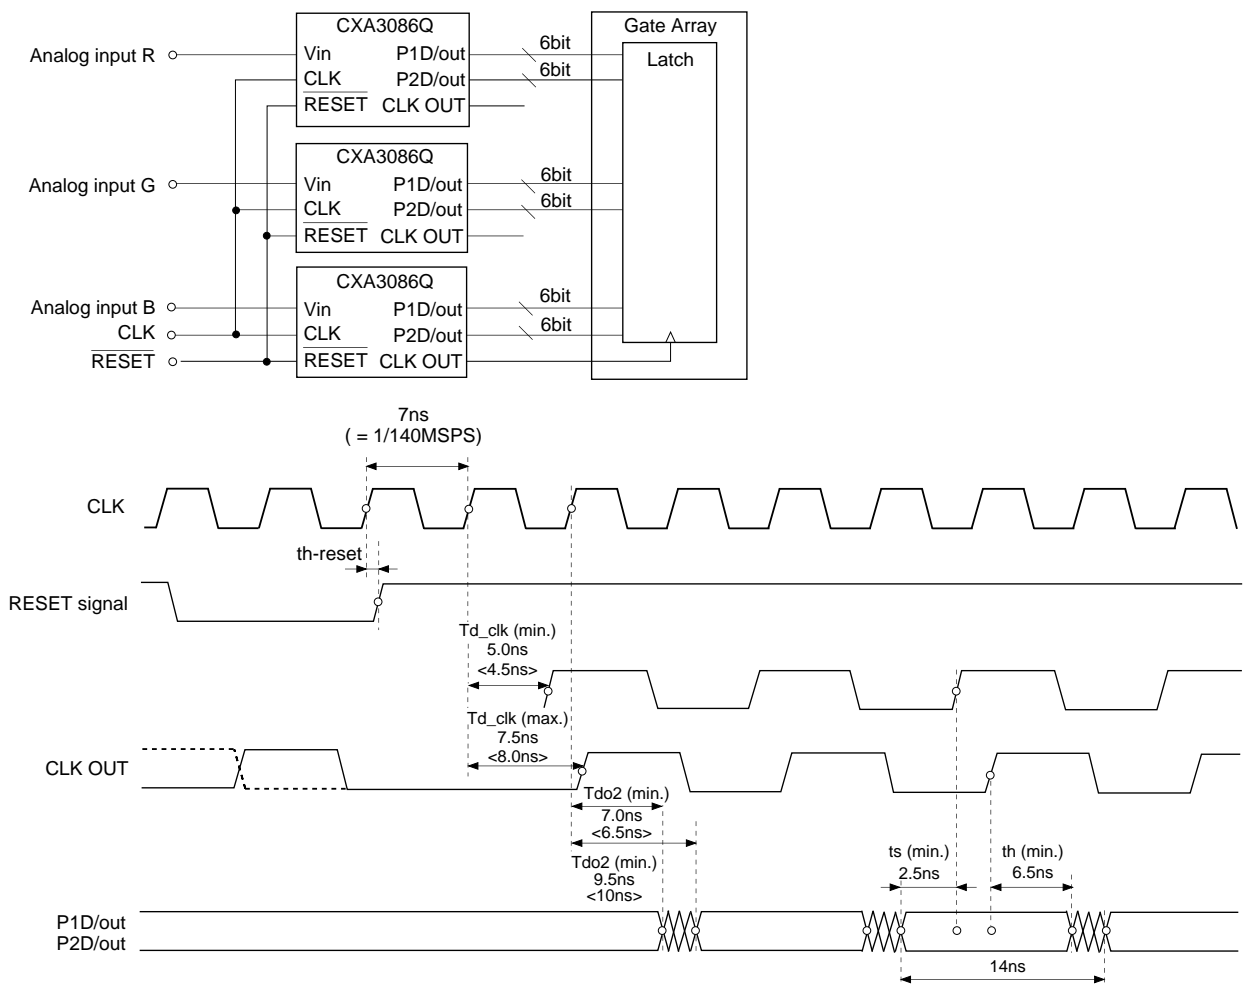 CXA3086Q
Gate Array
Analog input R
Vin
P1D/out
6bit
Latch
CLK
P2D/out
6bit
RESET
CLK OUT
CXA3086Q
Analog input G
Vin
P1D/out
6bit
CLK
P2D/out
6bit
RESET
CLK OUT
CXA3086Q
Analog input B
Vin
P1D/out
6bit
CLK
CLK
P2D/out
6bit
RESET
RESET
CLK OUT
7ns
( = 1/140MSPS)
CLK
th-reset
RESET signal
Td_clk (min.)
5.0ns
<4.5ns>
Td_clk (max.)
7.5ns
<8.0ns>
CLK OUT
Tdo2 (min.)
7.0ns
<6.5ns>
Tdo2 (min.)
9.5ns
<10ns>
ts (min.)
2.5ns
th (min.)
6.5ns
P1D/out
P2D/out
14ns